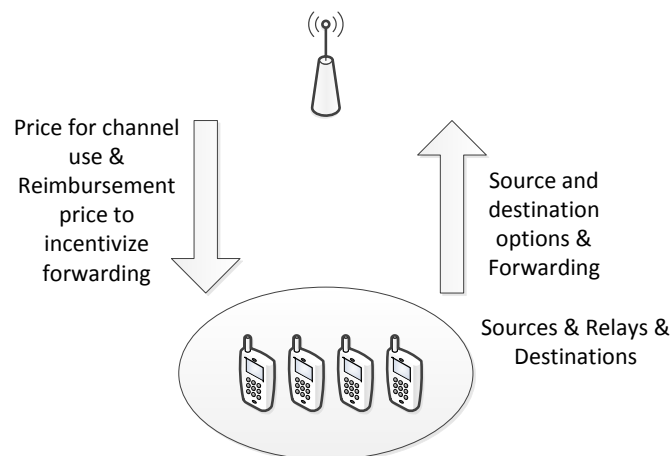 Price for channel
use &
Reimbursement
price to
incentivize
forwarding
Source and
destination
options &
Forwarding
Sources & Relays &
Destinations